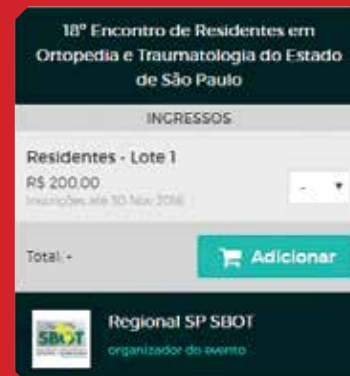 18º Encontro de Residentes em
Ortopedia e Traumatologia do Estado
de São Paulo
INGRESSOS
Residentes - Lote 1
R$ 200.00
Inscrições até 30 Nov 2016
-
Total: -
Adicionar
SBOT
Regional SP SBOT
organizador do evento